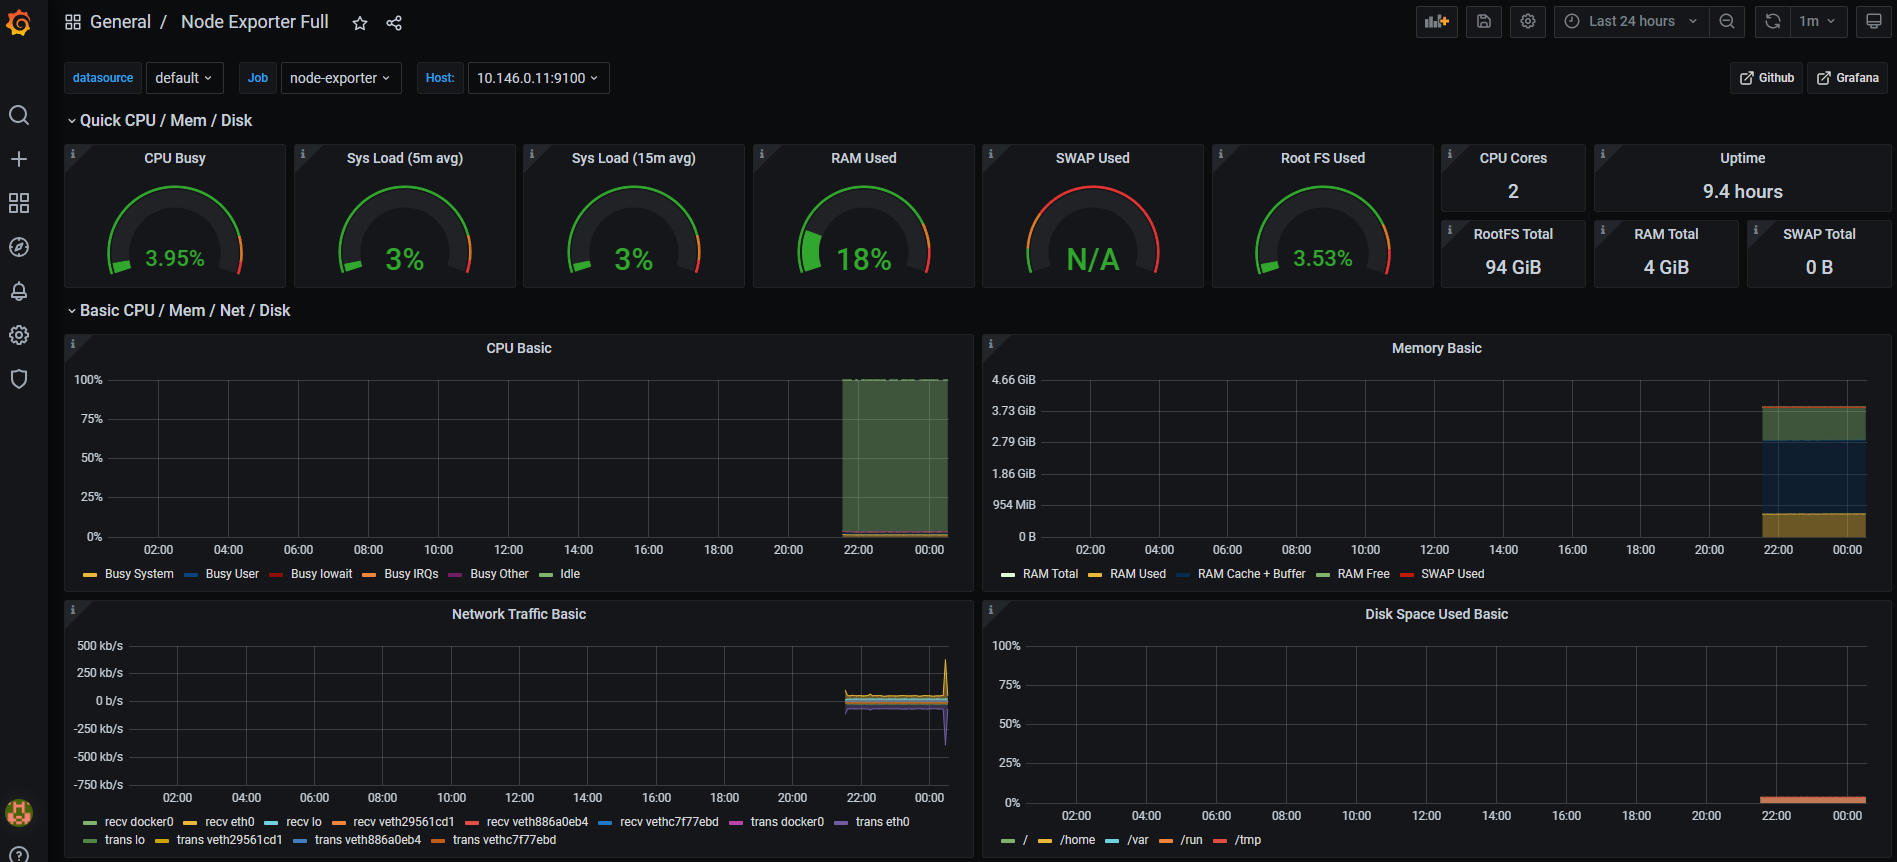 General / Node Exporter Full
Last 24 hours
1m
datasource default Job node-exporter Host: 10.146.0.11:9100
Github Grafana
Quick CPU / Mem / Disk
CPU Busy
3.95%
Sys Load (5m avg)
3%
Sys Load (15m avg)
3%
RAM Used
18%
SWAP Used
N/A
Root FS Used
3.53%
CPU Cores
2
Uptime
9.4 hours
RootFS Total
94 GiB
RAM Total
4 GiB
SWAP Total
0 B
Basic CPU / Mem / Net / Disk
CPU Basic
100%
75%
50%
25%
0%
02:00 04:00 06:00 08:00 10:00 12:00 14:00 16:00 18:00 20:00 22:00 00:00
Busy System Busy User Busy Iowait Busy IRQs Busy Other Idle
Memory Basic
4.66 GiB
3.73 GiB
2.79 GiB
1.86 GiB
954 MiB
0 B
02:00 04:00 06:00 08:00 10:00 12:00 14:00 16:00 18:00 20:00 22:00 00:00
RAM Total RAM Used RAM Cache + Buffer RAM Free SWAP Used
Network Traffic Basic
500 kb/s
250 kb/s
0 b/s
-250 kb/s
-500 kb/s
-750 kb/s
02:00 04:00 06:00 08:00 10:00 12:00 14:00 16:00 18:00 20:00 22:00 00:00
recv docker0 recv eth0 recv lo recv veth29561cd1 recv veth886a0eb4 recv vethc7f77ebd trans docker0 trans eth0
trans lo trans veth29561cd1 trans veth886a0eb4 trans vethc7f77ebd
Disk Space Used Basic
100%
75%
50%
25%
0%
02:00 04:00 06:00 08:00 10:00 12:00 14:00 16:00 18:00 20:00 22:00 00:00
/ /home /var /run /tmp